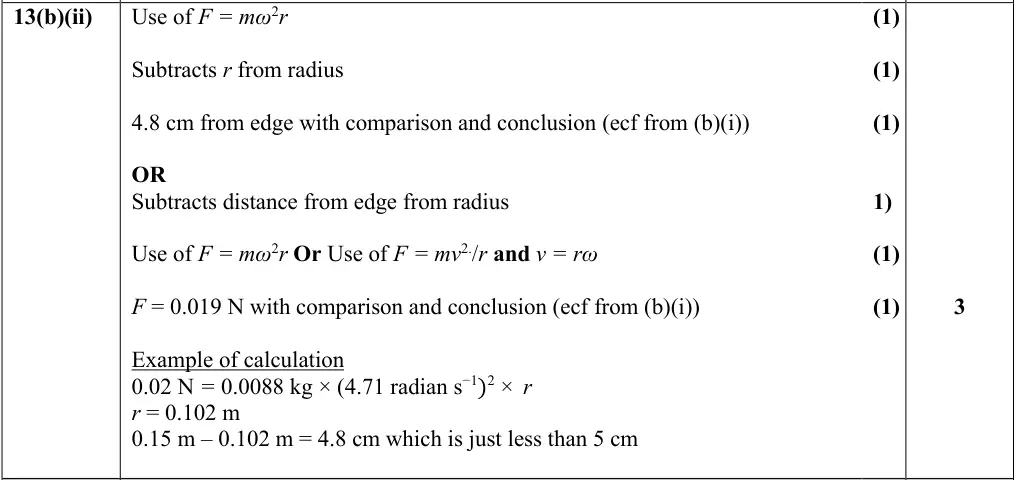 13(b)(ii) Use of F = mω²r (1)
Subtracts r from radius (1)
4.8 cm from edge with comparison and conclusion (ecf from (b)(i)) (1)
OR
Subtracts distance from edge from radius 1)
Use of F = mω²r Or Use of F = mv²·/r and v = rω (1)
F = 0.019 N with comparison and conclusion (ecf from (b)(i)) (1) 3
Example of calculation
0.02 N = 0.0088 kg × (4.71 radian s⁻¹)² × r
r = 0.102 m
0.15 m – 0.102 m = 4.8 cm which is just less than 5 cm